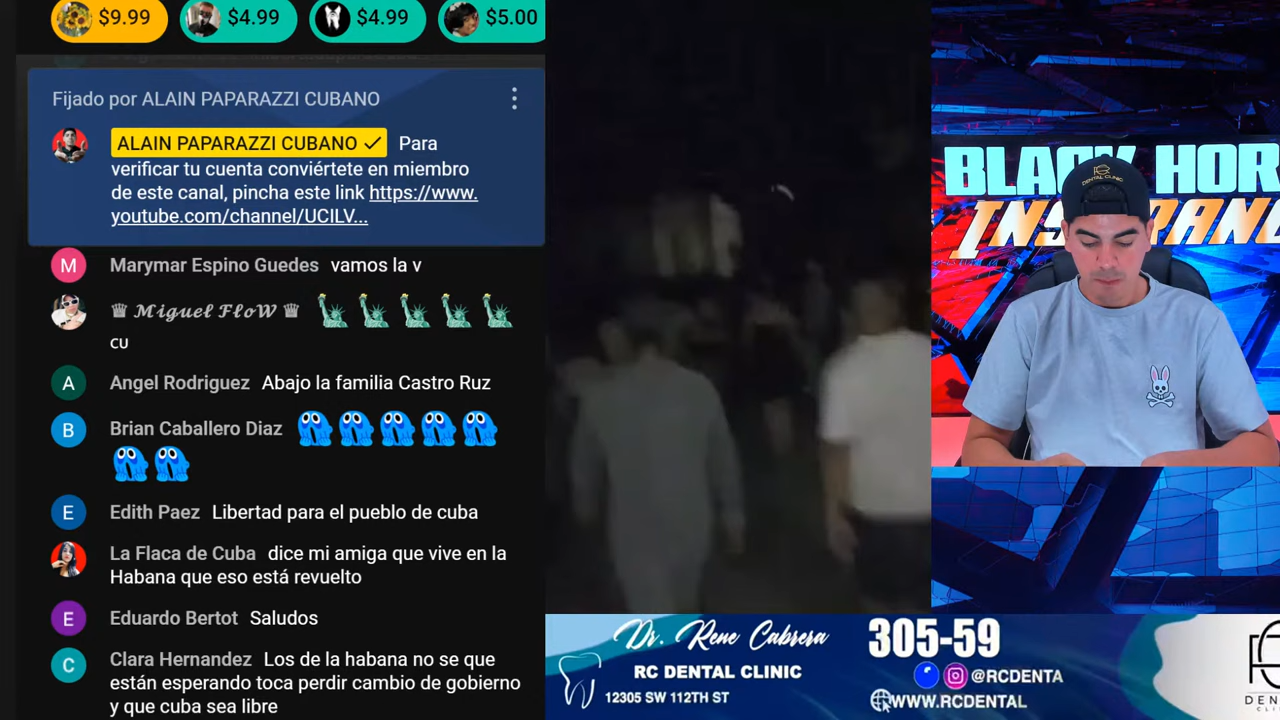 $9.99
$4.99
$4.99
$5.00
Fijado por ALAIN PAPARAZZI CUBANO
ALAIN PAPARAZZI CUBANO Para
verificar tu cuenta conviértete en miembro
de este canal, pincha este link https://www.
youtube.com/channel/UCILV...
M
Marymar Espino Guedes vamos la v
♛ 𝓜𝓲𝓰𝓾𝓮𝓵 𝓕𝓵𝓸𝓦 ♛
CU
A
Angel Rodriguez Abajo la familia Castro Ruz
B
Brian Caballero Diaz
E
Edith Paez Libertad para el pueblo de cuba
La Flaca de Cuba dice mi amiga que vive en la
Habana que eso está revuelto
E
Eduardo Bertot Saludos
C
Clara Hernandez Los de la habana no se que
están esperando toca perdir cambio de gobierno
y que cuba sea libre
BLACK HOR
DENTAL CLINIC
Dr. Rene Cabrera
RC DENTAL CLINIC
12305 SW 112TH ST
305-59
@RCDENTA
WWW.RCDENTAL